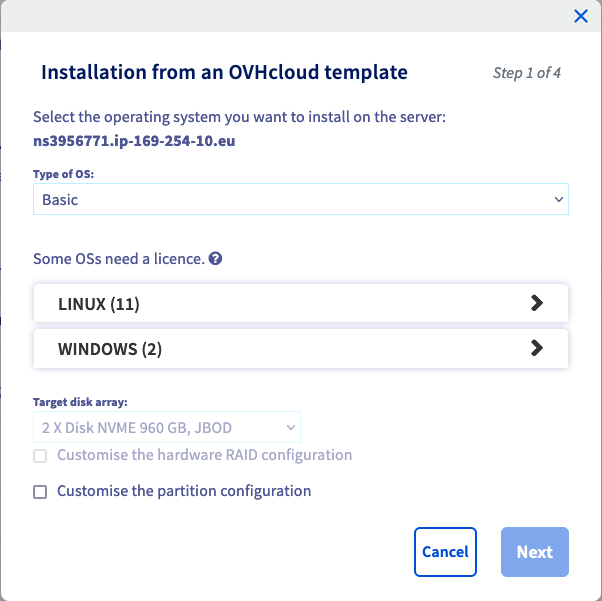 Installation from an OVHcloud template
Step 1 of 4
Select the operating system you want to install on the server:
ns3956771.ip-169-254-10.eu
Type of OS:
Basic
Some OSs need a licence.
LINUX (11)
WINDOWS (2)
Target disk array:
2 X Disk NVME 960 GB, JBOD
Customise the hardware RAID configuration
Customise the partition configuration
Cancel
Next